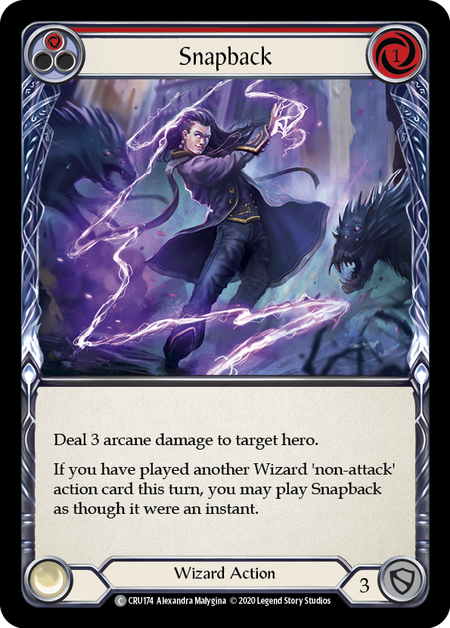 Snapback
1
Deal 3 arcane damage to target hero.
If you have played another Wizard 'non-attack'
action card this turn, you may play Snapback
as though it were an instant.
Wizard Action
3
C CRU174 Alexandra Malygina © 2020 Legend Story Studios